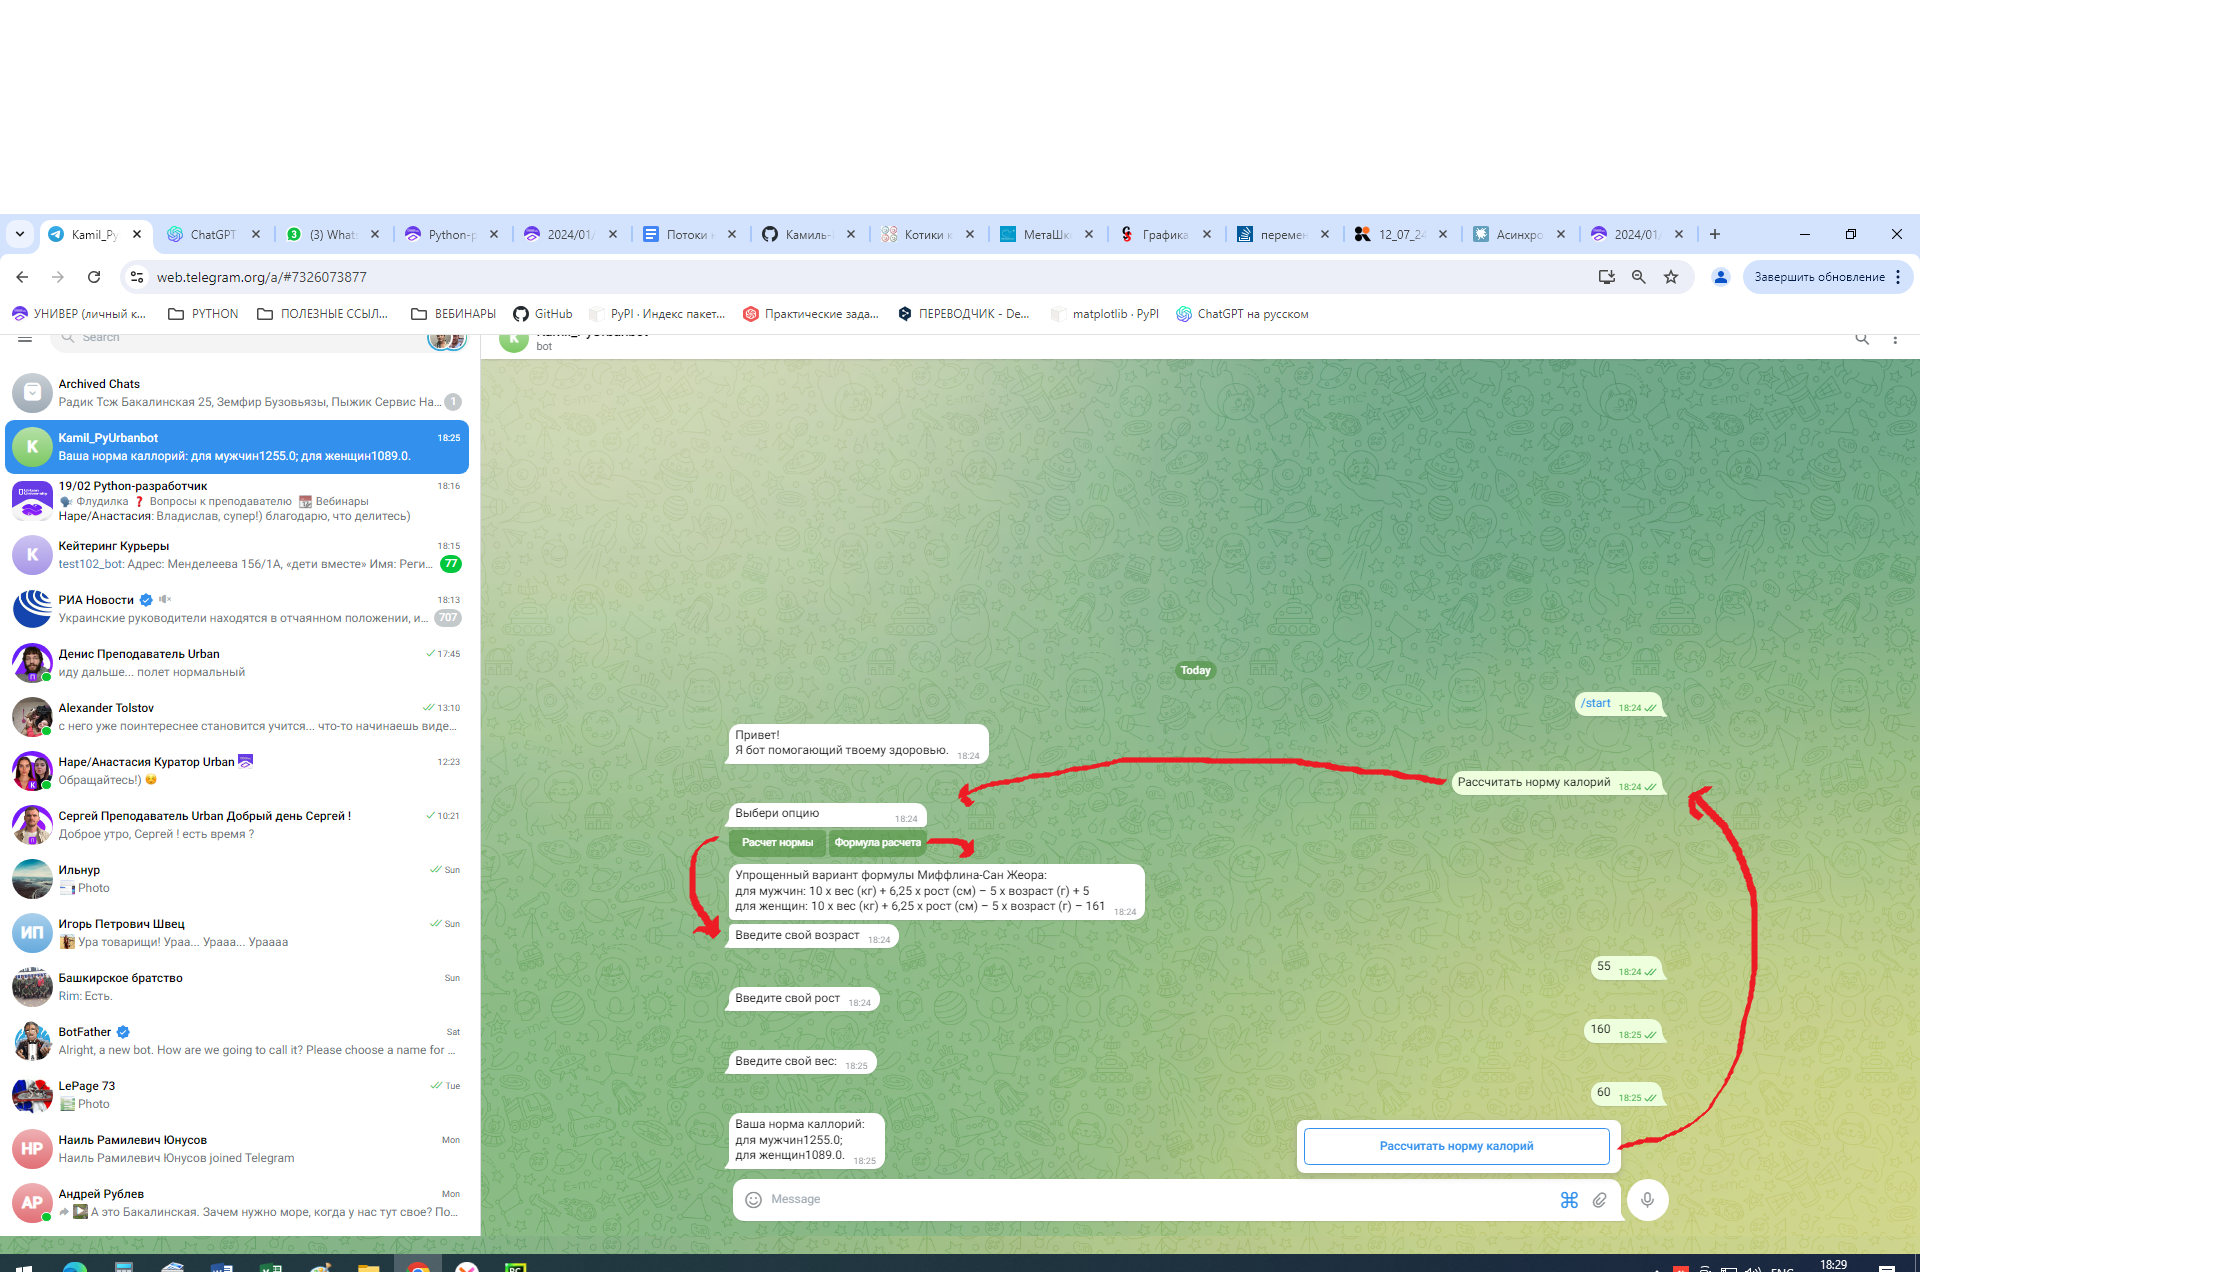 Kamil_Py
ChatGPT
(3) What
Python-р
2024/01/
Потоки н
Камиль-
Котики к
МетаШк
Графика
перемен
12_07_24
Асинхро
2024/01/
web.telegram.org/a/#7326073877
Завершить обновление
УНИВЕР (личный к...
PYTHON
ПОЛЕЗНЫЕ ССЫЛ...
ВЕБИНАРЫ
GitHub
PyPI · Индекс пакет...
Практические зада...
ПЕРЕВОДЧИК - De...
matplotlib · PyPI
ChatGPT на русском
Search
bot
Archived Chats
Радик Тсж Бакалинская 25, Земфир Бузовьязы, Пыжик Сервис На... 1
Kamil_PyUrbanbot 18:25
Ваша норма каллорий: для мужчин1255.0; для женщин1089.0.
19/02 Python-разработчик 18:16
Флудилка ❓ Вопросы к преподавателю Вебинары
Наре/Анастасия: Владислав, супер!) благодарю, что делитесь)
Кейтеринг Курьеры 18:15
test102_bot: Адрес: Менделеева 156/1А, «дети вместе» Имя: Реги... 77
РИА Новости 18:13
Украинские руководители находятся в отчаянном положении, и... 707
Денис Преподаватель Urban 17:45
иду дальше... полет нормальный
Alexander Tolstov 13:10
с него уже поинтереснее становится учится... что-то начинаешь виде...
Наре/Анастасия Куратор Urban 12:23
Обращайтесь!)
Сергей Преподаватель Urban Добрый день Сергей ! 10:21
Доброе утро, Сергей ! есть время ?
Ильнур Sun
Photo
Игорь Петрович Швец Sun
Ура товарищи! Ураа... Урааа... Ураааа
Башкирское братство Sun
Rim: Есть.
BotFather Sat
Alright, a new bot. How are we going to call it? Please choose a name for ...
LePage 73 Tue
Photo
Наиль Рамилевич Юнусов Mon
Наиль Рамилевич Юнусов joined Telegram
Андрей Рублев Mon
А это Бакалинская. Зачем нужно море, когда у нас тут свое? По...
K
K
ИП
НР
АР
Today
/start 18:24
Привет!
Я бот помогающий твоему здоровью. 18:24
Рассчитать норму калорий 18:24
Выбери опцию 18:24
Расчет нормы
Формула расчета
Упрощенный вариант формулы Миффлина-Сан Жеора:
для мужчин: 10 х вес (кг) + 6,25 х рост (см) – 5 х возраст (г) + 5
для женщин: 10 х вес (кг) + 6,25 х рост (см) – 5 х возраст (г) – 161 18:24
Введите свой возраст 18:24
55 18:24
Введите свой рост 18:24
160 18:25
Введите свой вес: 18:25
60 18:25
Ваша норма каллорий:
для мужчин1255.0;
для женщин1089.0. 18:25
Рассчитать норму калорий
Message
18:29